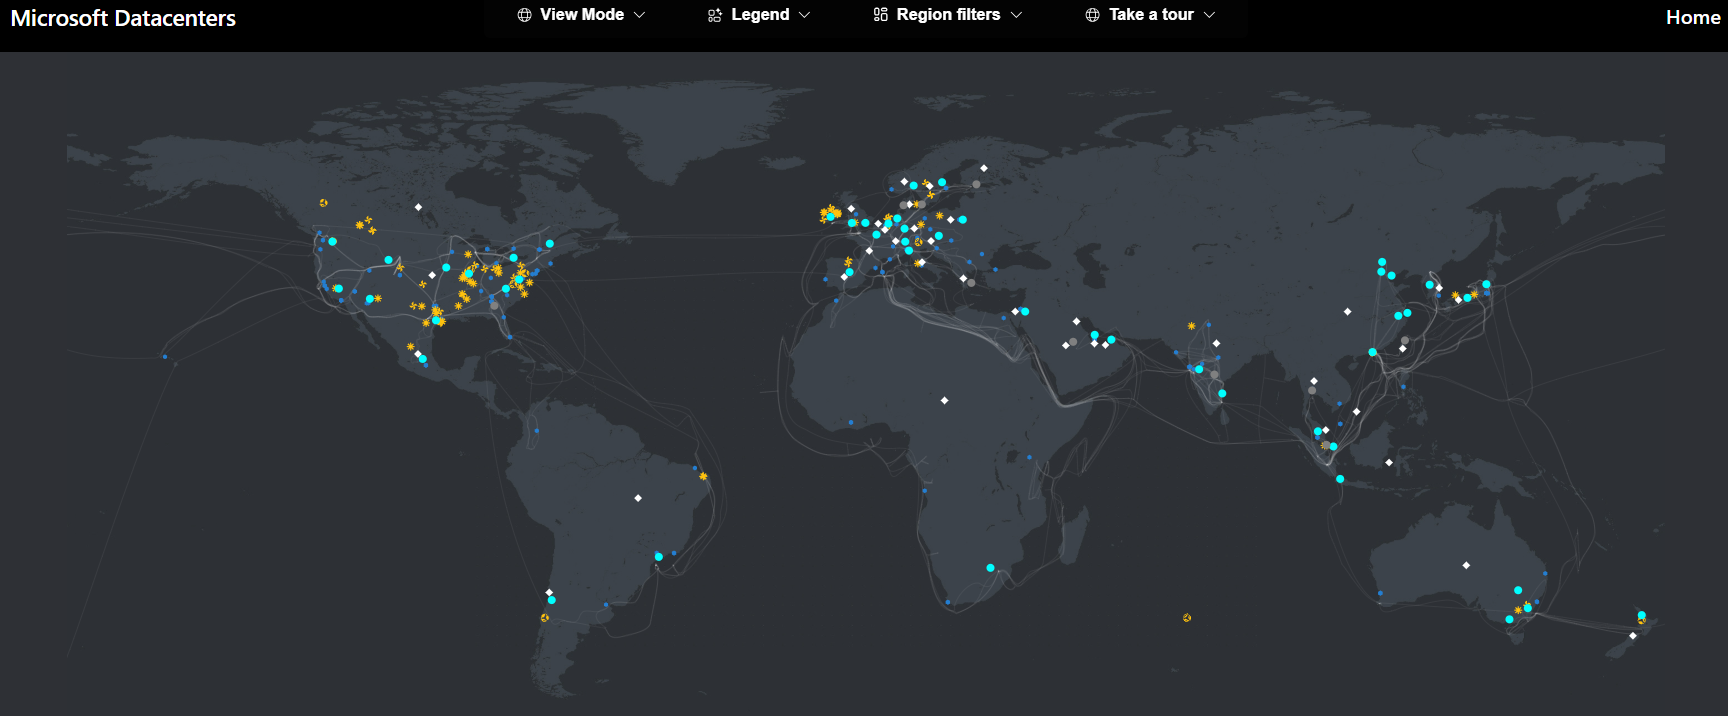 Microsoft Datacenters
View Mode
Legend
Region filters
Take a tour
Home